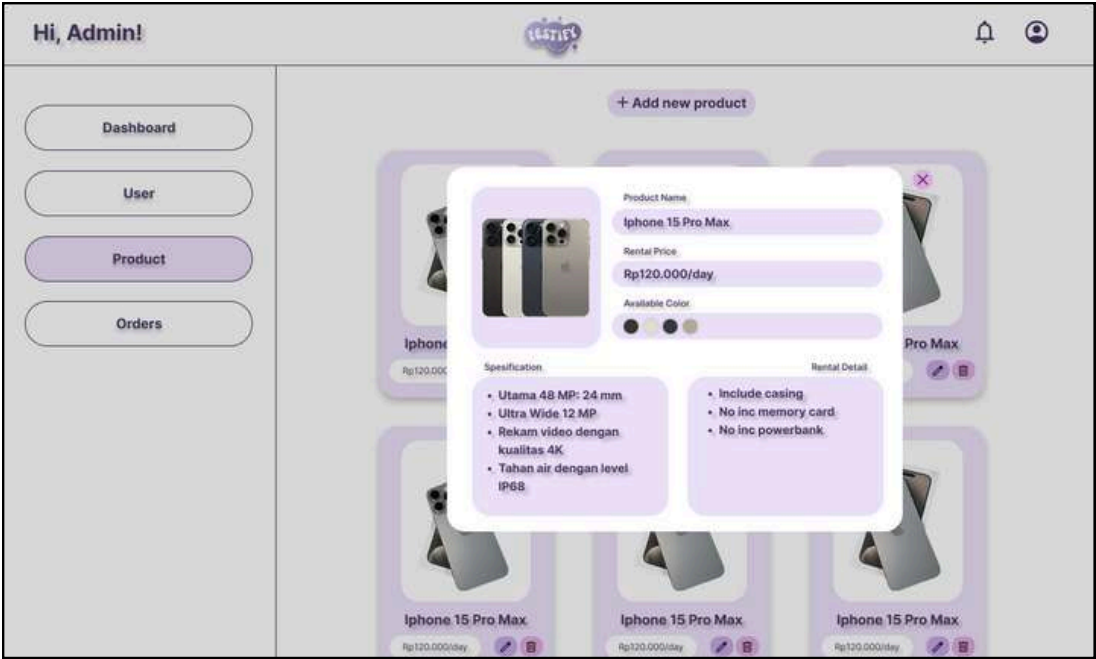 Hi, Admin!
TESTIFY
+ Add new product
Dashboard
User
Product
Orders
Product Name
Iphone 15 Pro Max
Rental Price
Rp120.000/day
Available Color
Spesification
Utama 48 MP: 24 mm
Ultra Wide 12 MP
Rekam video dengan
kualitas 4K
Tahan air dengan level
IP68
Rental Detail
Include casing
No inc memory card
No inc powerbank
Iphone
Rp120.000
Pro Max
Iphone 15 Pro Max
Rp120.000/day
Iphone 15 Pro Max
Rp120.000/day
Iphone 15 Pro Max
Rp120.000/day